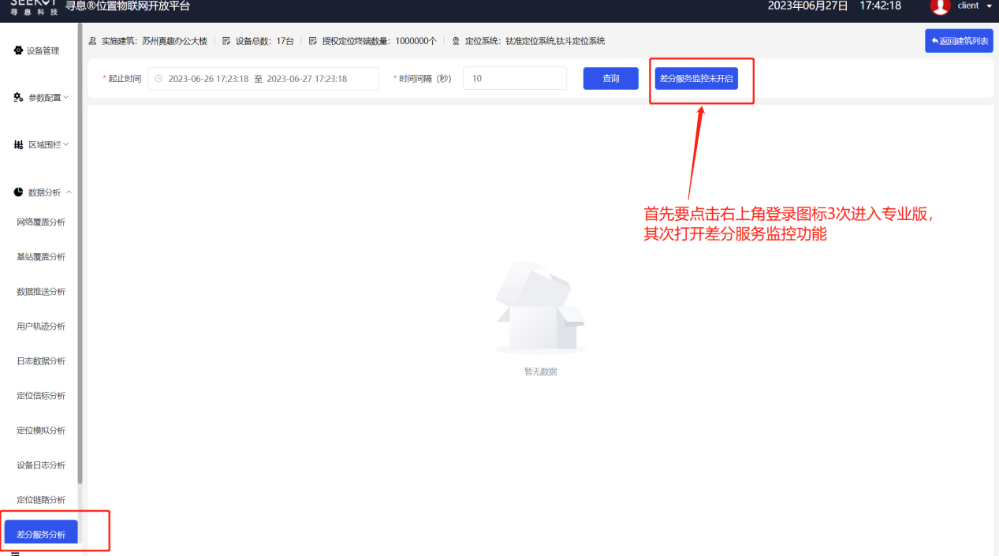 SEEKOY
寻息科技
寻息®位置物联网开放平台
2023年06月27日 17:42:18
client
实施建筑：苏州真趣办公大楼
设备总数：17台
授权定位终端数量：1000000个
定位系统：钛准定位系统,钛斗定位系统
返回建筑列表
* 起止时间
2023-06-26 17:23:18 至 2023-06-27 17:23:18
* 时间间隔（秒）
10
查询
差分服务监控未开启
设备管理
参数配置
区域围栏
数据分析
网络覆盖分析
基站覆盖分析
数据推送分析
用户轨迹分析
日志数据分析
定位信标分析
定位模拟分析
设备日志分析
定位链路分析
差分服务分析
首先要点击右上角登录图标3次进入专业版，
其次打开差分服务监控功能
暂无数据